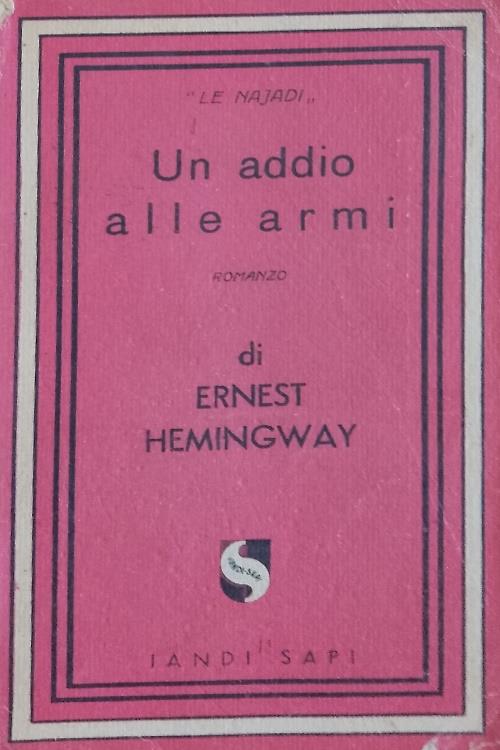 "LE NAJADI„
Un addio
alle armi
ROMANZO
di
ERNEST
HEMINGWAY
JANDI SAPI